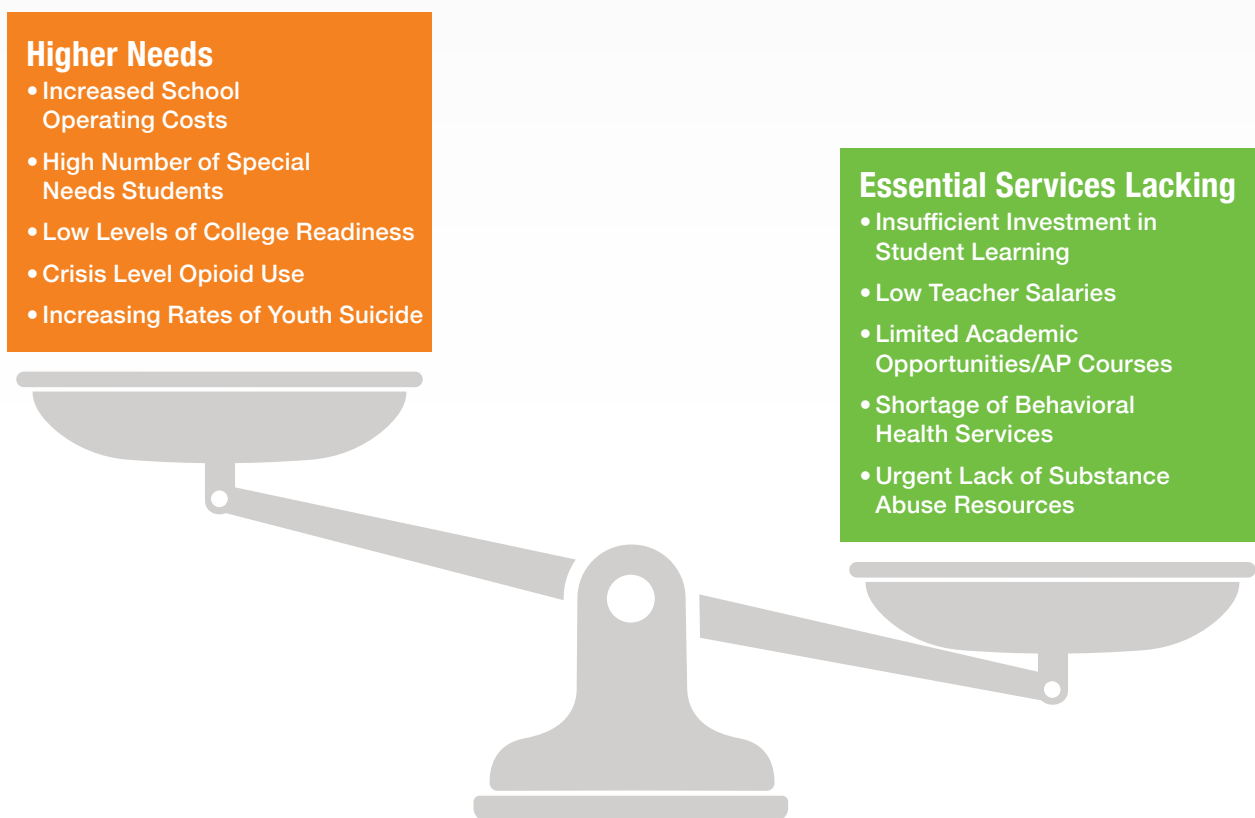 Higher Needs
• Increased School
Operating Costs
• High Number of Special
Needs Students
• Low Levels of College Readiness
• Crisis Level Opioid Use
• Increasing Rates of Youth Suicide
Essential Services Lacking
• Insufficient Investment in
Student Learning
• Low Teacher Salaries
• Limited Academic
Opportunities/AP Courses
• Shortage of Behavioral
Health Services
• Urgent Lack of Substance
Abuse Resources